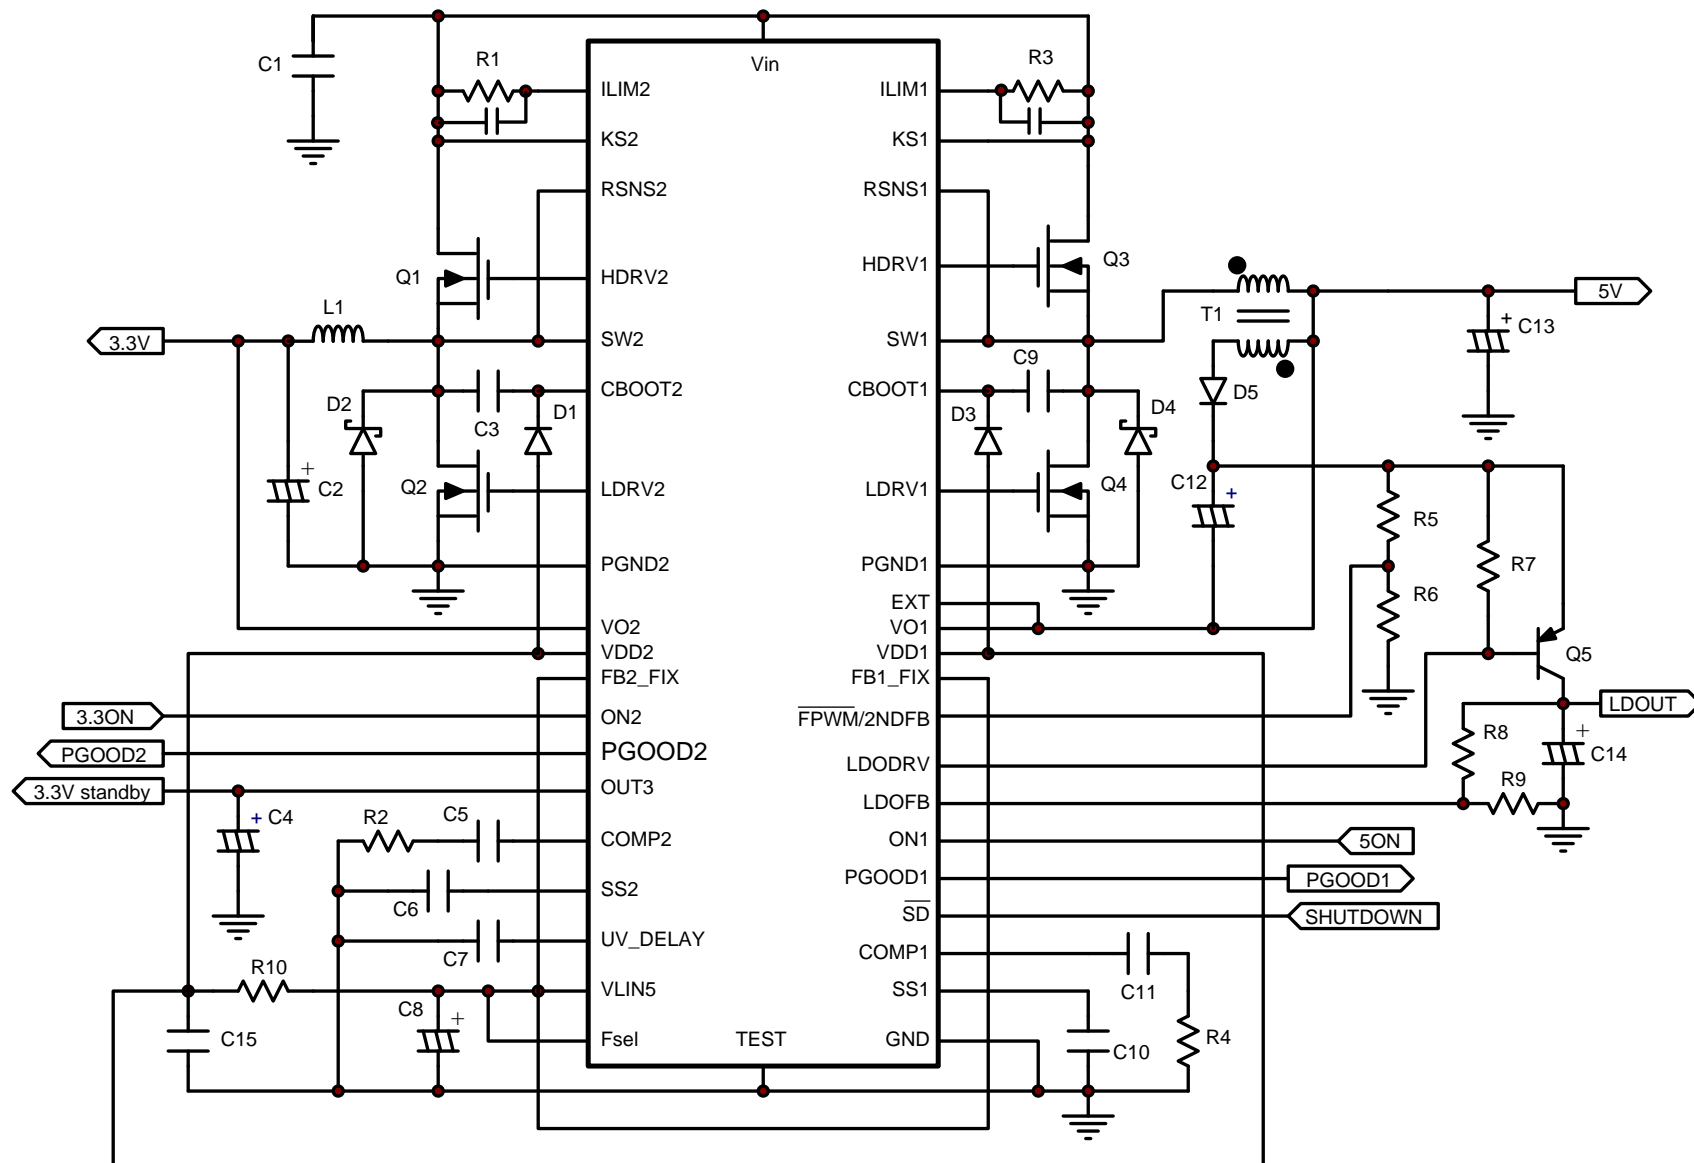 C1
R1
Vin
R3
ILIM2
ILIM1
KS2
KS1
RSNS2
RSNS1
Q1
HDRV2
HDRV1
Q3
L1
T1
5V
+ C13
3.3V
SW2
SW1
C9
D2
C3
D1
CBOOT2
CBOOT1
D3
D4
D5
+
C2
Q2
LDRV2
LDRV1
Q4
C12
+
R5
R7
PGND2
PGND1
R6
EXT
VO2
VO1
VDD2
VDD1
Q5
FB2_FIX
FB1_FIX
3.3ON
ON2
FPWM/2NDFB
LDOUT
PGOOD2
PGOOD2
LDODRV
R8
+
C14
3.3V standby
OUT3
LDOFB
R9
+ C4
R2
C5
COMP2
ON1
5ON
C6
SS2
PGOOD1
PGOOD1
SD
SHUTDOWN
C7
UV_DELAY
COMP1
R10
C8
+
VLIN5
SS1
C11
C15
Fsel
TEST
GND
C10
R4